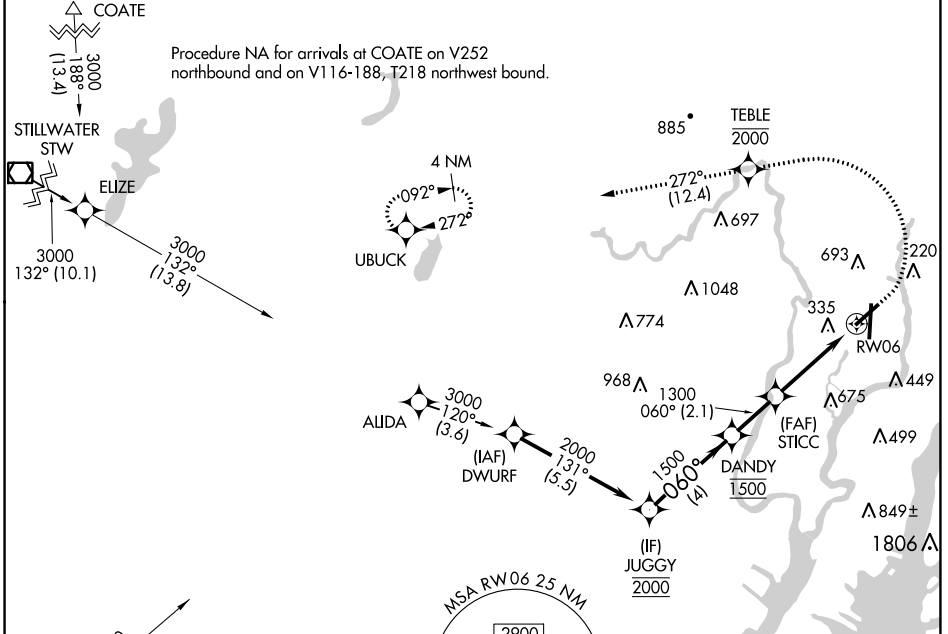 COATE
3000
188°
(13.4)
Procedure NA for arrivals at COATE on V252
northbound and on V116-188, T218 northwest bound.
STILLWATER
STW
ELIZE
3000
132° (10.1)
3000
132°
(13.8)
4 NM
092°
272°
UBUCK
885
TEBLE
2000
272°
(12.4)
697
693
220
1048
774
335
RW06
968
1300
060° (2.1)
449
675
(FAF)
STICC
499
ALIDA
3000
120°
(3.6)
(IAF)
DWURF
2000
131°
(5.5)
1500
060°
(4)
DANDY
1500
849±
1806
(IF)
JUGGY
2000
MSA RW06 25 NM